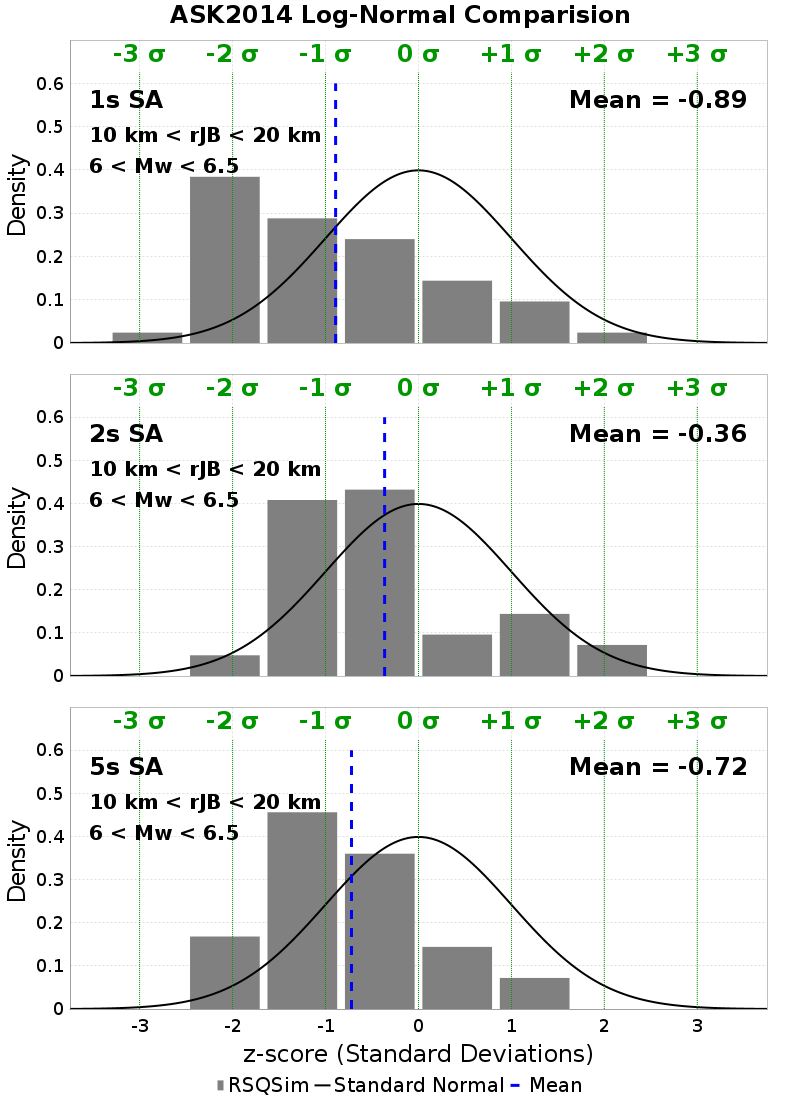 ASK2014 Log-Normal Comparision
-3 σ -2 σ -1 σ 0 σ +1 σ +2 σ +3 σ
0.6
1s SA
Mean = -0.89
0.5
10 km < rJB < 20 km
6 < Mw < 6.5
0.4
Density
0.3
0.2
0.1
0
-3 σ -2 σ -1 σ 0 σ +1 σ +2 σ +3 σ
0.6
2s SA
Mean = -0.36
0.5
10 km < rJB < 20 km
6 < Mw < 6.5
0.4
Density
0.3
0.2
0.1
0
-3 σ -2 σ -1 σ 0 σ +1 σ +2 σ +3 σ
0.6
5s SA
Mean = -0.72
0.5
10 km < rJB < 20 km
6 < Mw < 6.5
0.4
Density
0.3
0.2
0.1
0
-3 -2 -1 0 1 2 3
z-score (Standard Deviations)
RSQSim Standard Normal Mean